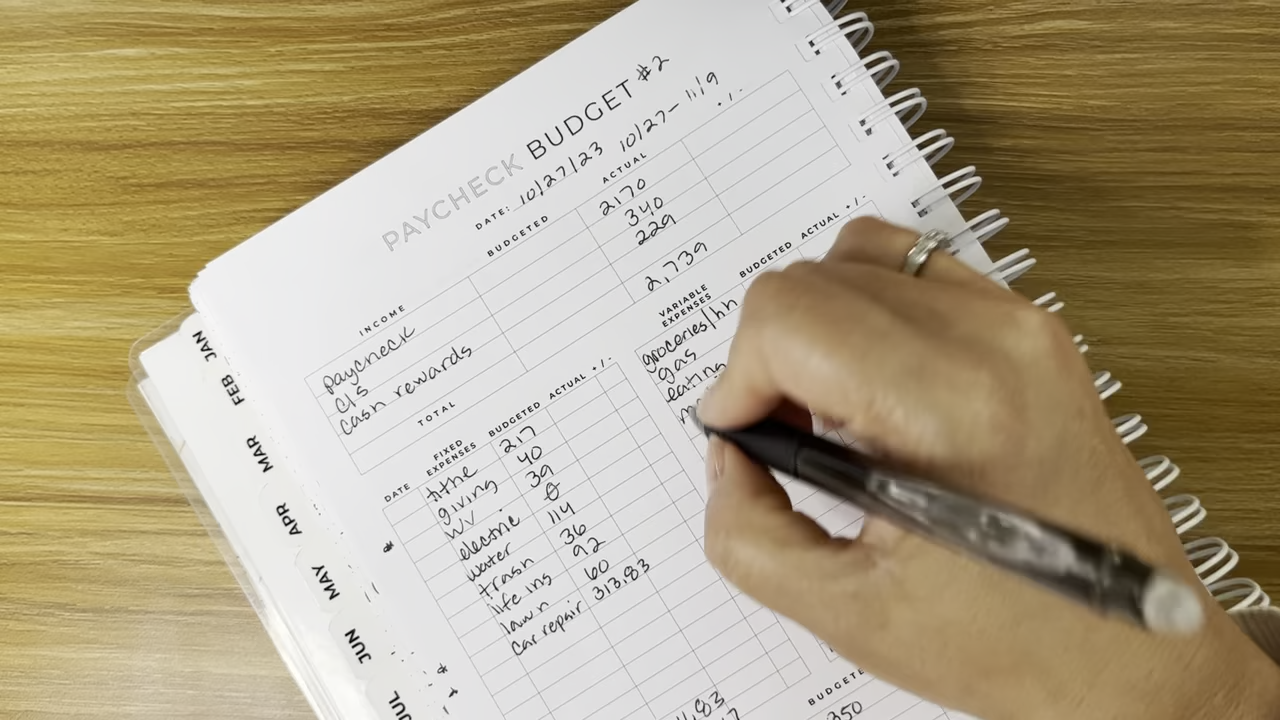 PAYCHECK BUDGET #2
DATE: 10/27/23 10/27 - 11/9
INCOME BUDGETED ACTUAL +/-
paycheck 2170
C/S 340
cash rewards 229
TOTAL 2,739
DATE FIXED EXPENSES BUDGETED ACTUAL +/-
tithe 217
giving 40
WV 39
electric 0
water 114
trash 36
life ins 92
lawn 60
car repair 313.83
VARIABLE EXPENSES BUDGETED ACTUAL +/-
groceries/hh
gas
eating
BUDGETED
350
JAN
FEB
MAR
APR
MAY
JUN
JUL